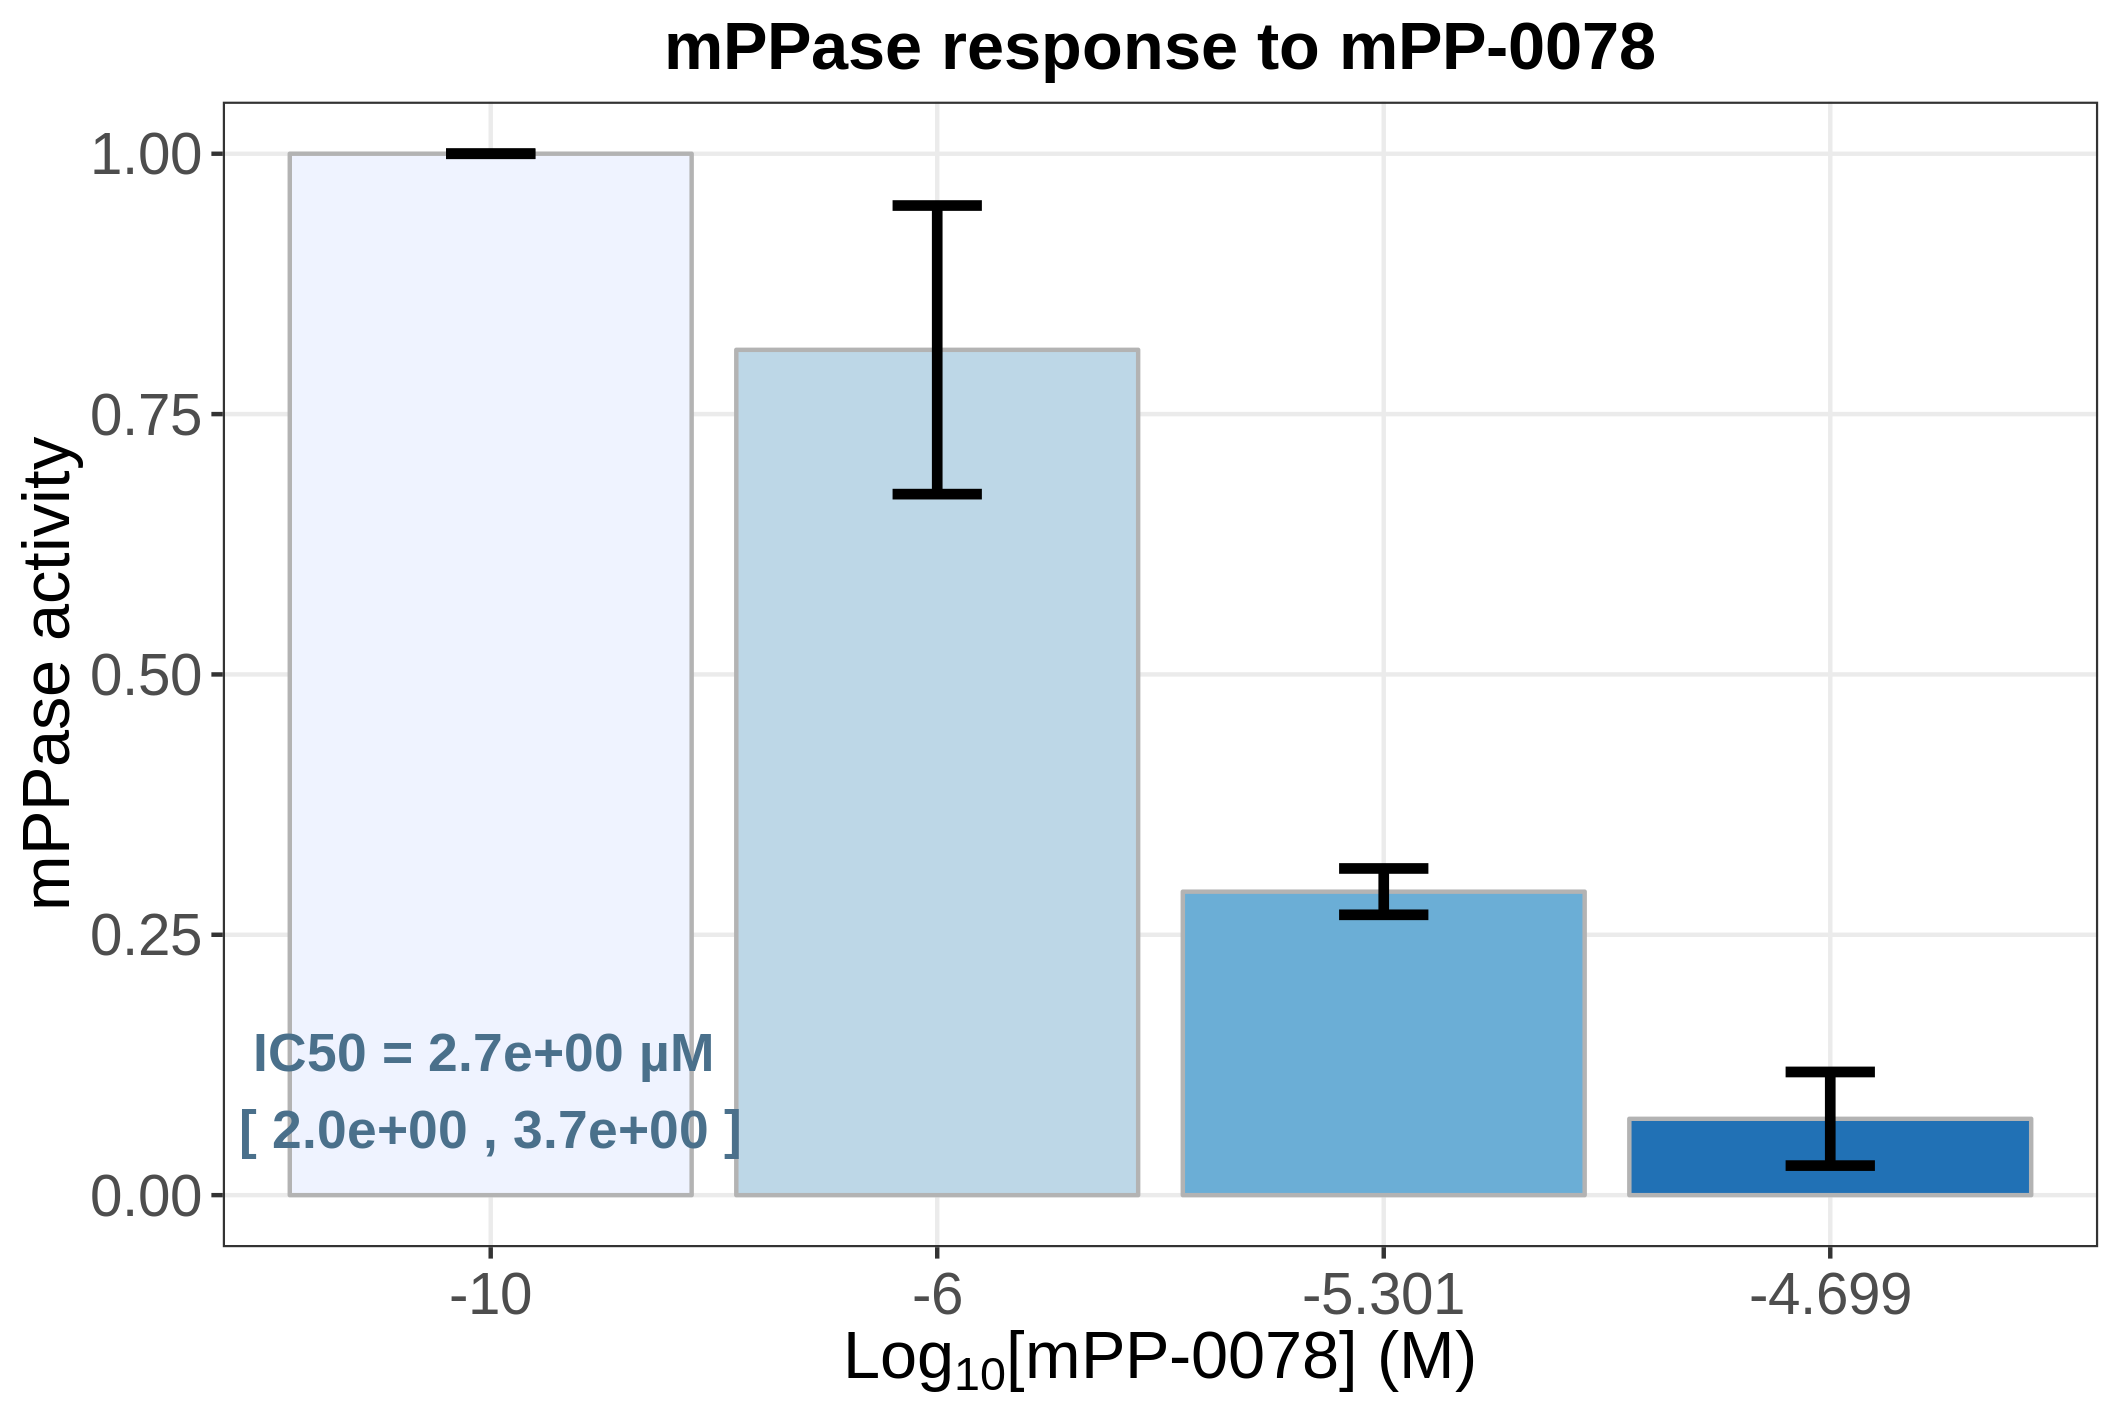 mPPase response to mPP-0078
mPPase activity
1.00
0.75
0.50
0.25
0.00
IC50 = 2.7e+00 µM
[ 2.0e+00 , 3.7e+00 ]
-10 -6 -5.301 -4.699
Log₁₀[mPP-0078] (M)